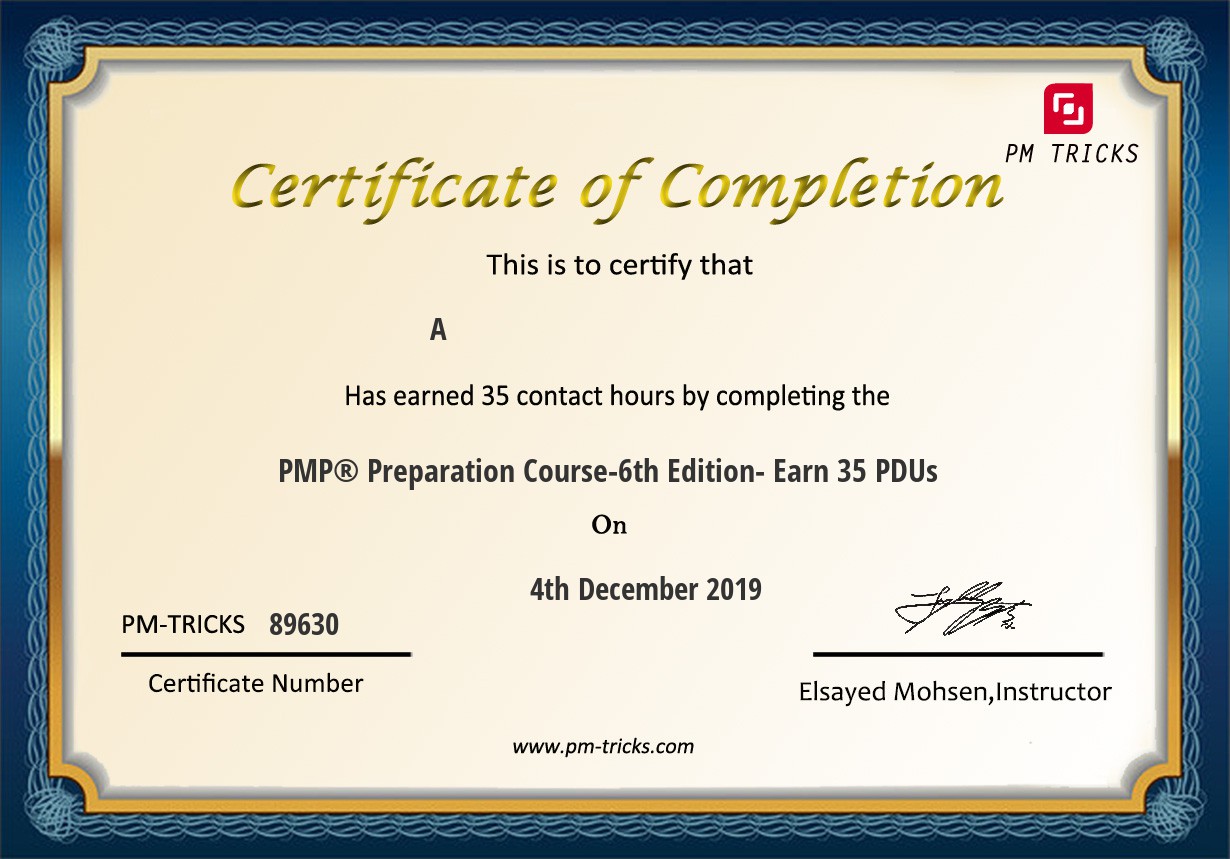 PM TRICKS
Certificate of Completion
This is to certify that
A
Has earned 35 contact hours by completing the
PMP® Preparation Course-6th Edition- Earn 35 PDUs
On
4th December 2019
PM-TRICKS 89630
Certificate Number
Elsayed Mohsen,Instructor
www.pm-tricks.com